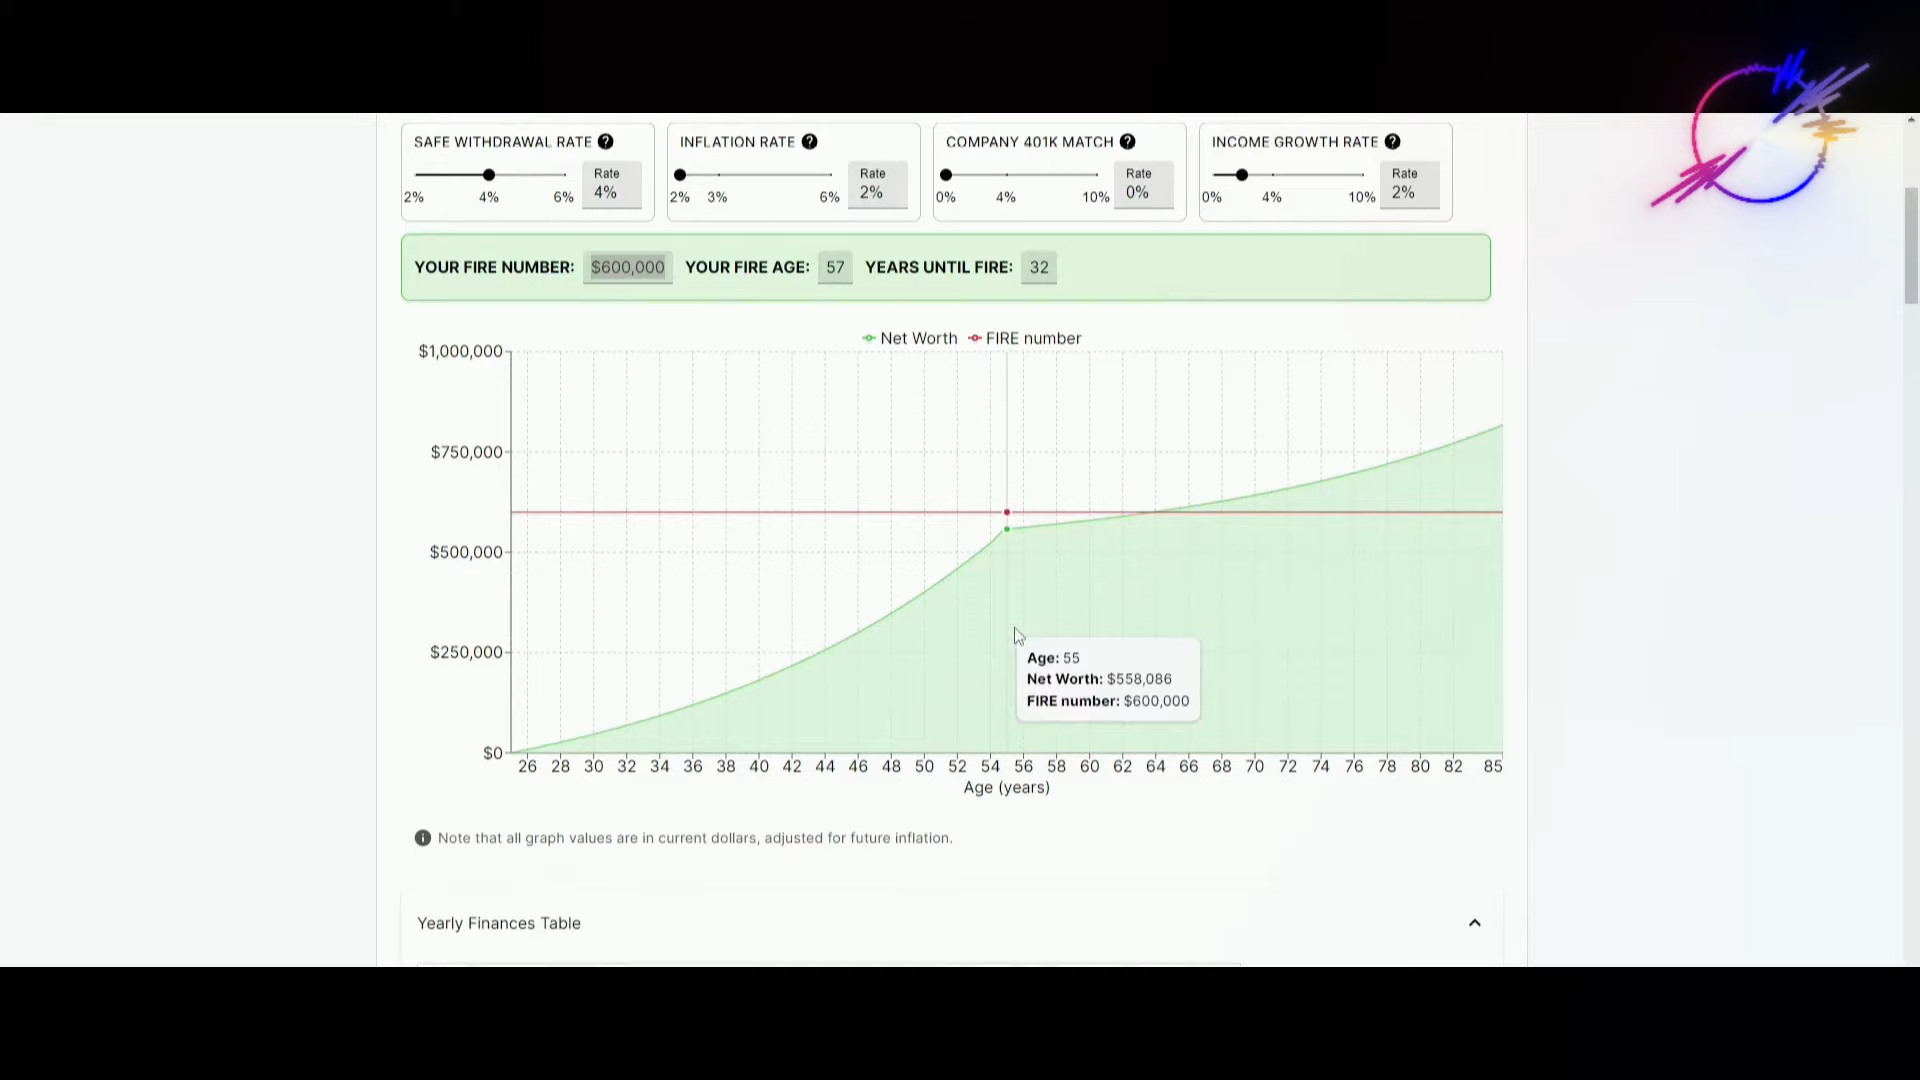 SAFE WITHDRAWAL RATE ?
Rate
4%
2% 4% 6%
INFLATION RATE ?
Rate
2%
2% 3% 6%
COMPANY 401K MATCH ?
Rate
0%
0% 4% 10%
INCOME GROWTH RATE ?
Rate
2%
0% 4% 10%
YOUR FIRE NUMBER: $600,000 YOUR FIRE AGE: 57 YEARS UNTIL FIRE: 32
Net Worth FIRE number
$1,000,000
$750,000
$500,000
$250,000
$0
Age: 55
Net Worth: $558,086
FIRE number: $600,000
26 28 30 32 34 36 38 40 42 44 46 48 50 52 54 56 58 60 62 64 66 68 70 72 74 76 78 80 82 85
Age (years)
Note that all graph values are in current dollars, adjusted for future inflation.
Yearly Finances Table